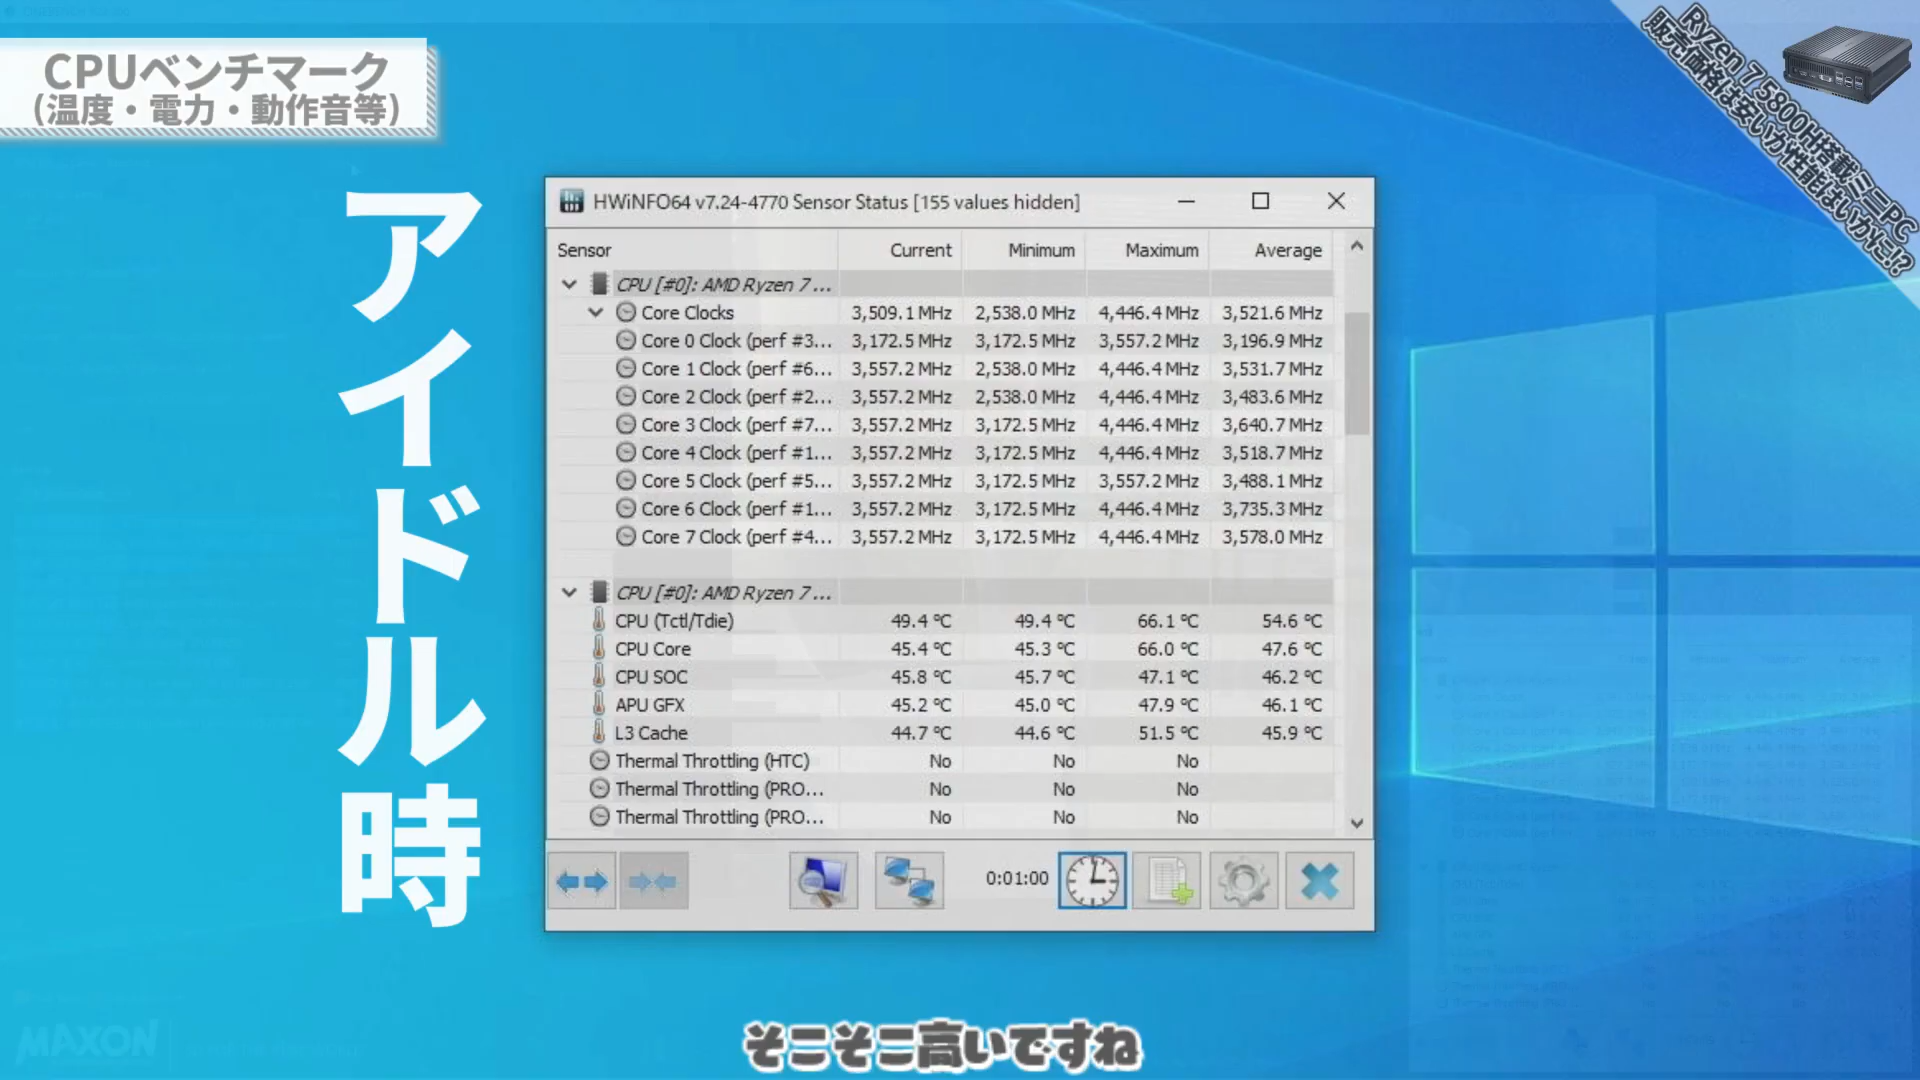 CPUベンチマーク
(温度・電力・動作音等)
Ryzen 7 5800H搭載ミニPC
販売価格は安いが性能はいかに!?
アイドル時
HWiNFO64 v7.24-4770 Sensor Status [155 values hidden]
Sensor Current Minimum Maximum Average
CPU [#0]: AMD Ryzen 7 ...
Core Clocks 3,509.1 MHz 2,538.0 MHz 4,446.4 MHz 3,521.6 MHz
Core 0 Clock (perf #3... 3,172.5 MHz 3,172.5 MHz 3,557.2 MHz 3,196.9 MHz
Core 1 Clock (perf #6... 3,557.2 MHz 2,538.0 MHz 4,446.4 MHz 3,531.7 MHz
Core 2 Clock (perf #2... 3,557.2 MHz 2,538.0 MHz 4,446.4 MHz 3,483.6 MHz
Core 3 Clock (perf #7... 3,557.2 MHz 3,172.5 MHz 4,446.4 MHz 3,640.7 MHz
Core 4 Clock (perf #1... 3,557.2 MHz 3,172.5 MHz 4,446.4 MHz 3,518.7 MHz
Core 5 Clock (perf #5... 3,557.2 MHz 3,172.5 MHz 3,557.2 MHz 3,488.1 MHz
Core 6 Clock (perf #1... 3,557.2 MHz 3,172.5 MHz 4,446.4 MHz 3,735.3 MHz
Core 7 Clock (perf #4... 3,557.2 MHz 3,172.5 MHz 4,446.4 MHz 3,578.0 MHz
CPU [#0]: AMD Ryzen 7 ...
CPU (Tctl/Tdie) 49.4 °C 49.4 °C 66.1 °C 54.6 °C
CPU Core 45.4 °C 45.3 °C 66.0 °C 47.6 °C
CPU SOC 45.8 °C 45.7 °C 47.1 °C 46.2 °C
APU GFX 45.2 °C 45.0 °C 47.9 °C 46.1 °C
L3 Cache 44.7 °C 44.6 °C 51.5 °C 45.9 °C
Thermal Throttling (HTC) No No No
Thermal Throttling (PRO... No No No
Thermal Throttling (PRO... No No No
0:01:00
MAXON
そこそこ高いですね